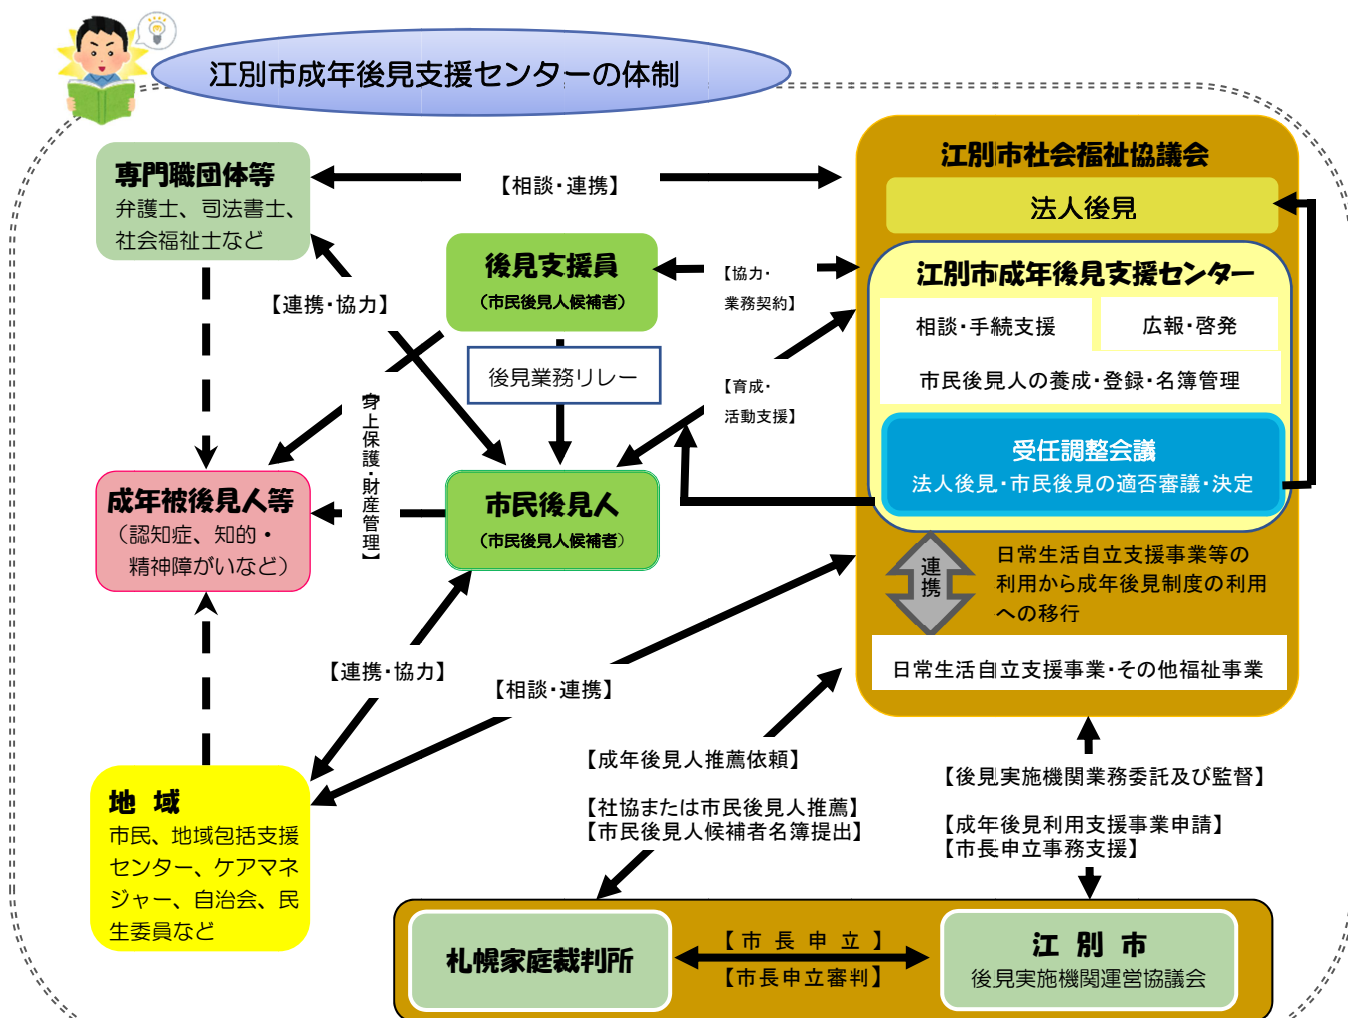 江別市成年後見支援センターの体制
専門職団体等
弁護士、司法書士、
社会福祉士など
【相談・連携】
江別市社会福祉協議会
法人後見
後見支援員
（市民後見人候補者）
【協力・
業務契約】
江別市成年後見支援センター
相談・手続支援
広報・啓発
市民後見人の養成・登録・名簿管理
【連携・協力】
後見業務リレー
【育成・
活動支援】
受任調整会議
法人後見・市民後見の適否審議・決定
【身上保護・財産管理】
成年被後見人等
（認知症、知的・
精神障がいなど）
市民後見人
（市民後見人候補者）
連携
日常生活自立支援事業等の
利用から成年後見制度の利用
への移行
日常生活自立支援事業・その他福祉事業
【連携・協力】
【相談・連携】
地 域
市民、地域包括支援
センター、ケアマネ
ジャー、自治会、民
生委員など
【成年後見人推薦依頼】
【社協または市民後見人推薦】
【市民後見人候補者名簿提出】
【後見実施機関業務委託及び監督】
【成年後見利用支援事業申請】
【市長申立事務支援】
札幌家庭裁判所
【 市 長 申 立 】
【市長申立審判】
江 別 市
後見実施機関運営協議会